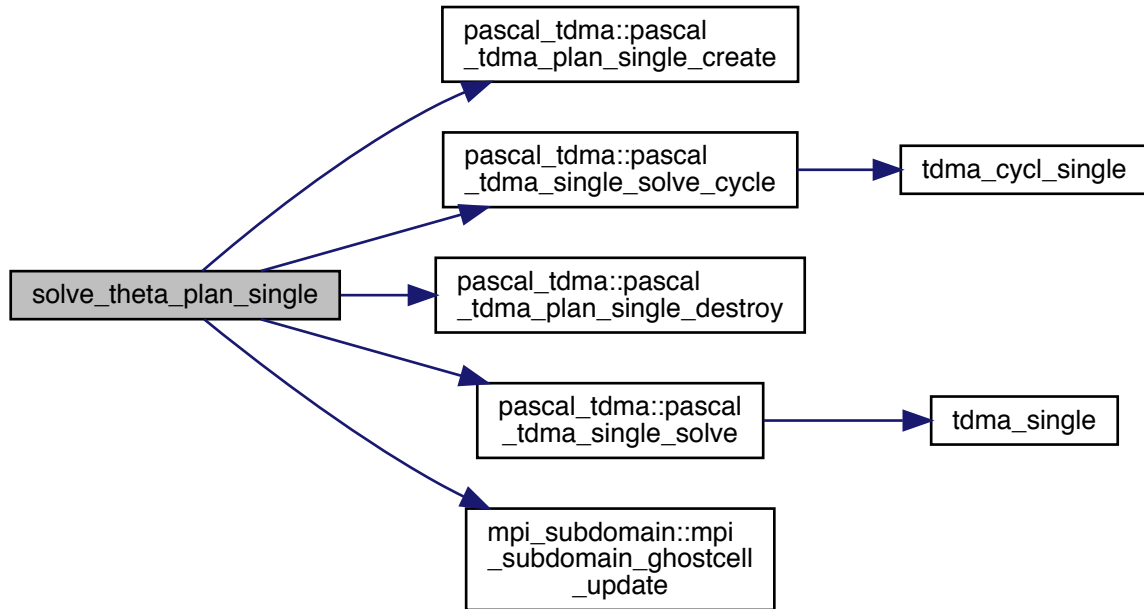 pascal_tdma::pascal
_tdma_plan_single_create
pascal_tdma::pascal
_tdma_single_solve_cycle
tdma_cycl_single
solve_theta_plan_single
pascal_tdma::pascal
_tdma_plan_single_destroy
pascal_tdma::pascal
_tdma_single_solve
tdma_single
mpi_subdomain::mpi
_subdomain_ghostcell
_update